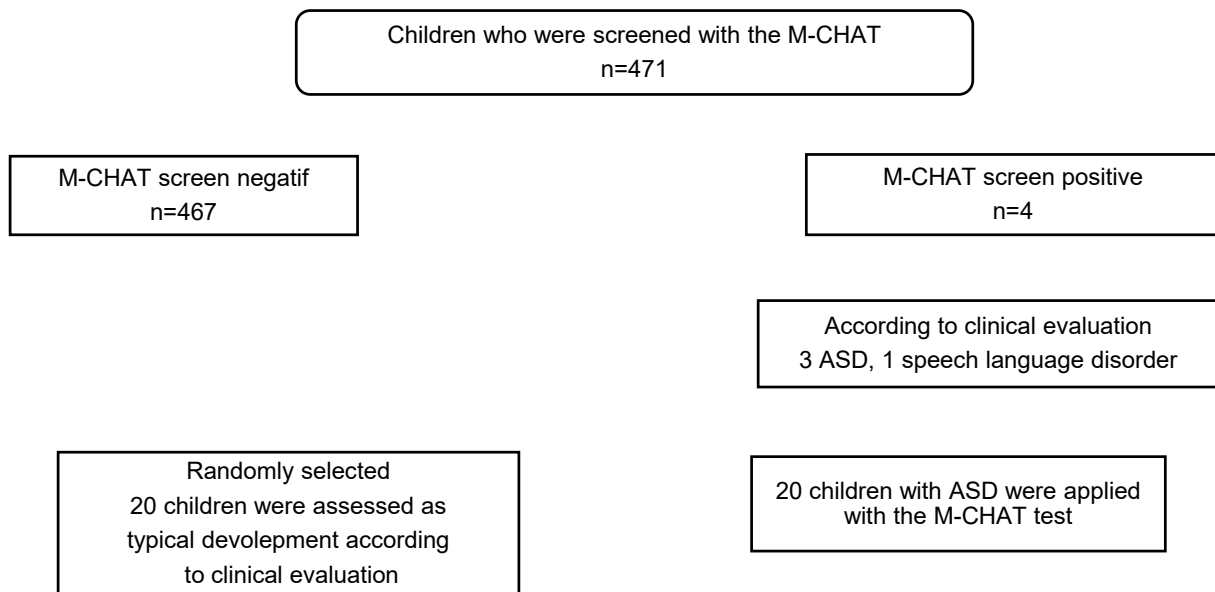 Children who were screened with the M-CHAT
n=471
M-CHAT screen negatif
n=467
M-CHAT screen positive
n=4
According to clinical evaluation
3 ASD, 1 speech language disorder
Randomly selected
20 children were assessed as
typical devolepment according
to clinical evaluation
20 children with ASD were applied
with the M-CHAT test